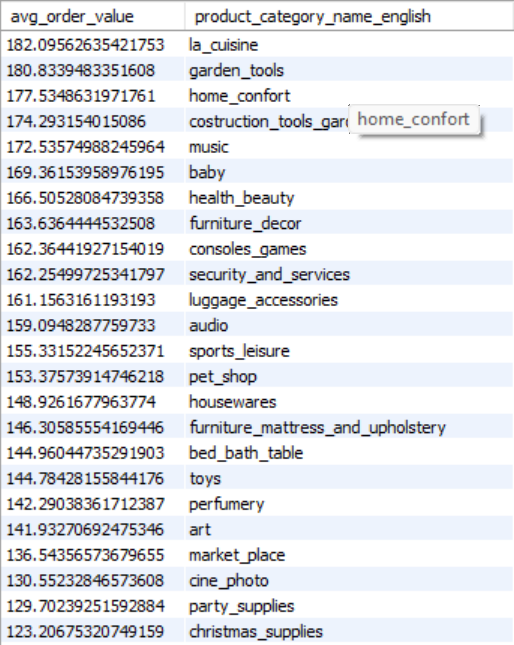 avg_order_value product_category_name_english
182.09562635421753 la_cuisine
180.8339483351608 garden_tools
177.5348631971761 home_confort
174.293154015086 costruction_tools_gar home_confort
172.53574988245964 music
169.36153958976195 baby
166.50528084739358 health_beauty
163.6364444532508 furniture_decor
162.36441927154019 consoles_games
162.25499725341797 security_and_services
161.1563161193193 luggage_accessories
159.0948287759733 audio
155.33152245652371 sports_leisure
153.37573914746218 pet_shop
148.9261677963774 housewares
146.30585554169446 furniture_mattress_and_upholstery
144.96044735291903 bed_bath_table
144.78428155844176 toys
142.29038361712387 perfumery
141.93270692475346 art
136.54356573679655 market_place
130.55232846573608 cine_photo
129.70239251592884 party_supplies
123.20675320749159 christmas_supplies